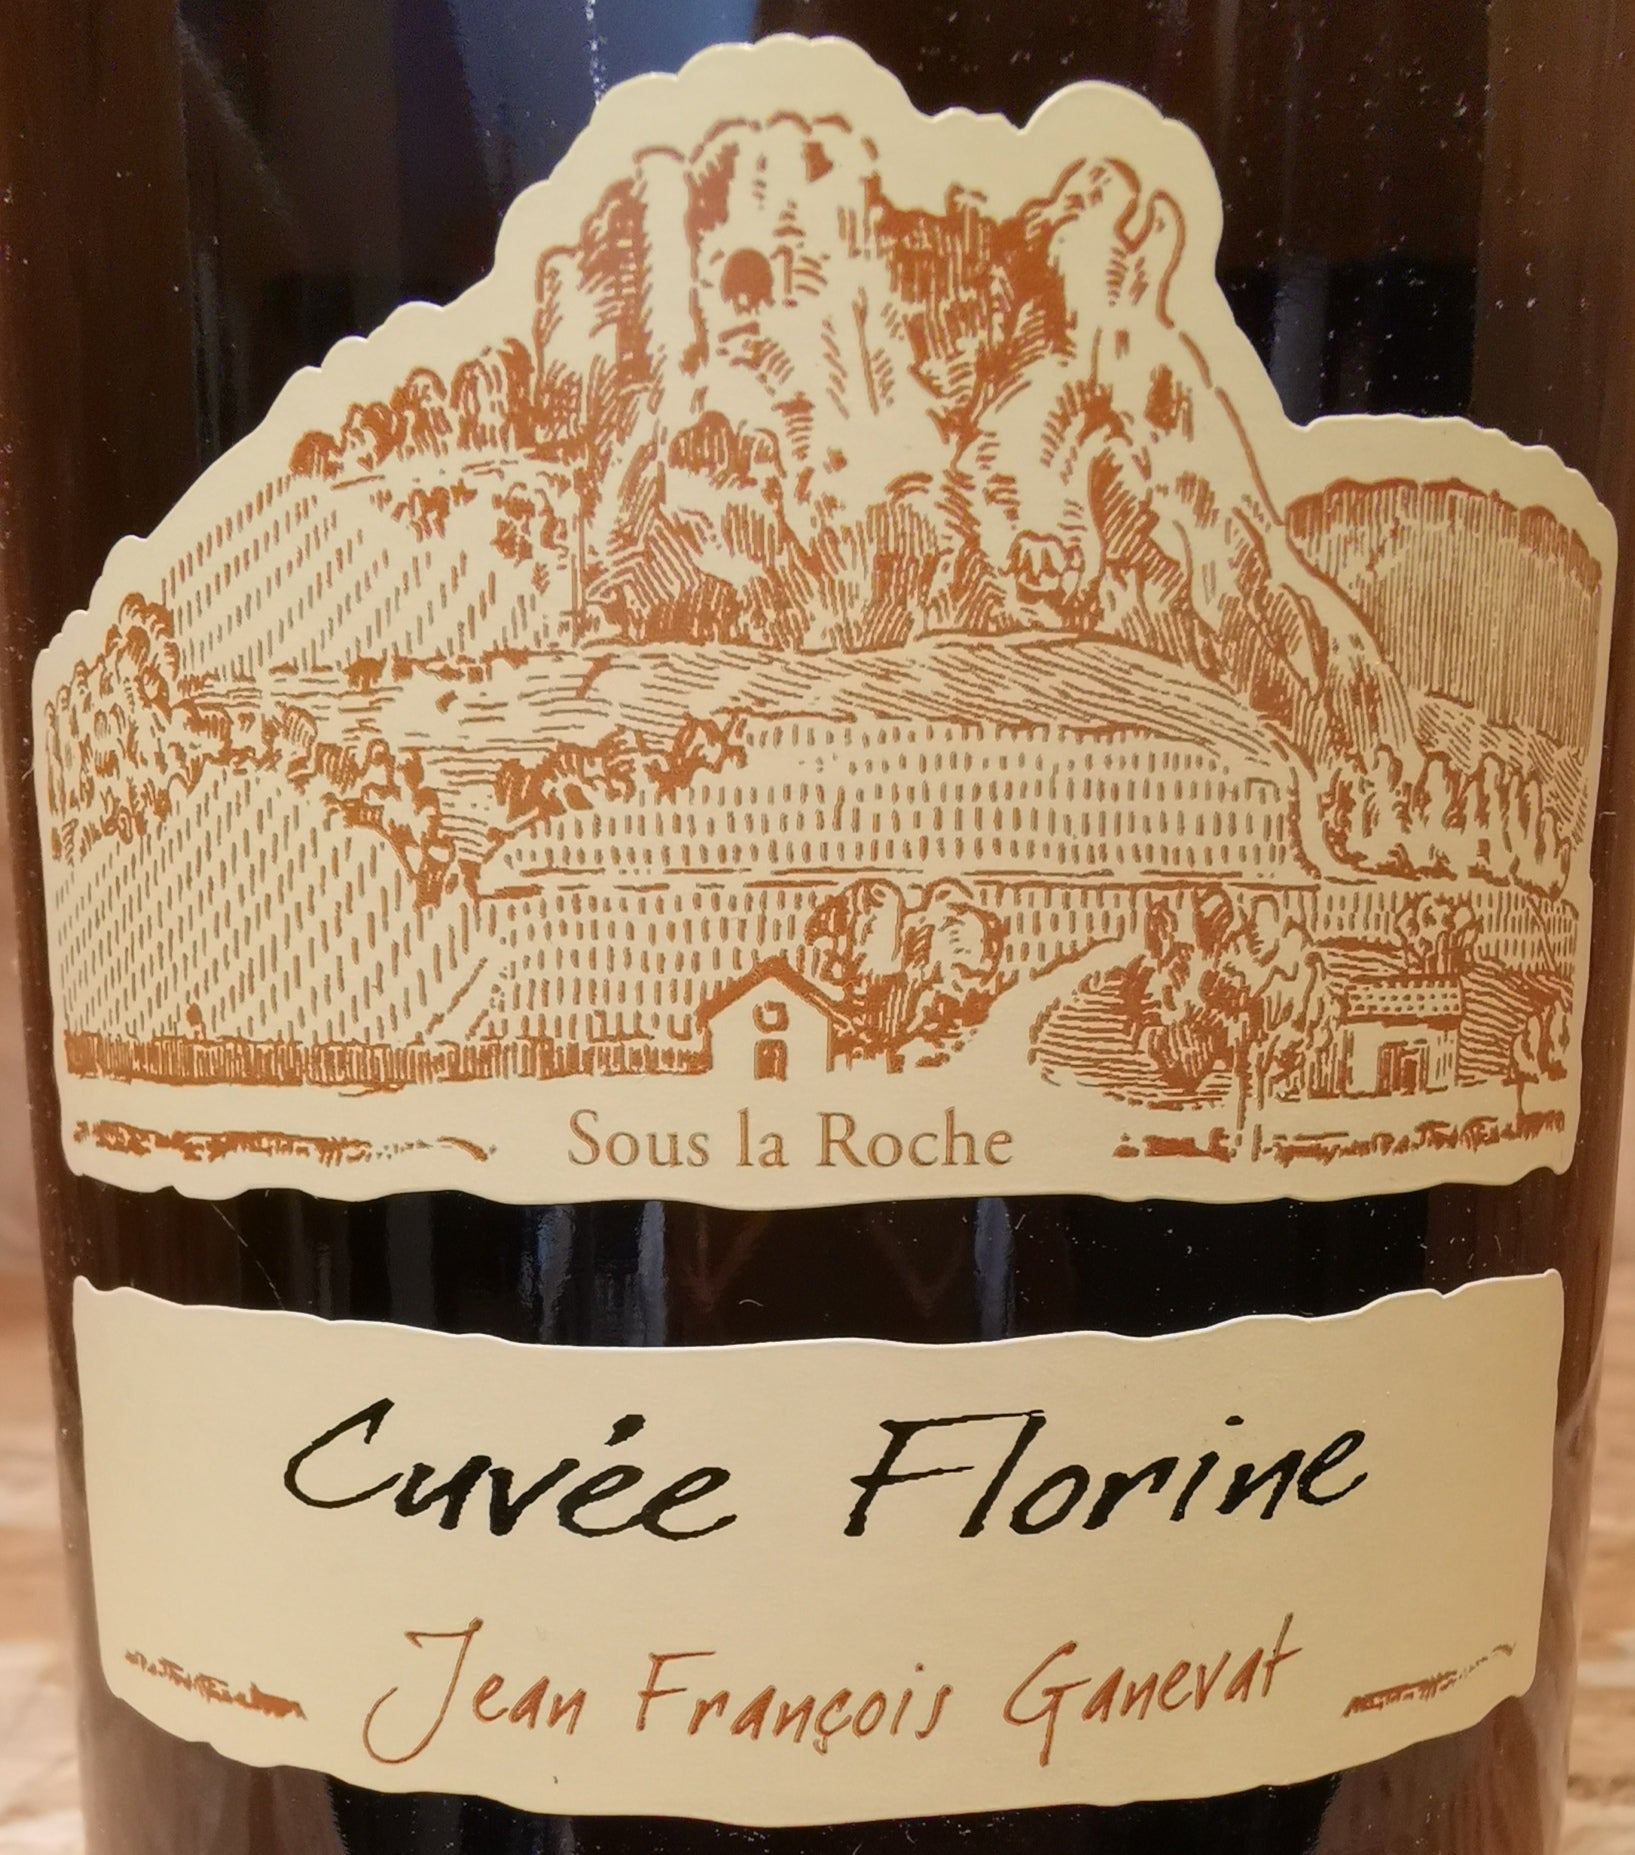 Sous la Roche
Cuvée Florine
Jean François Ganevat